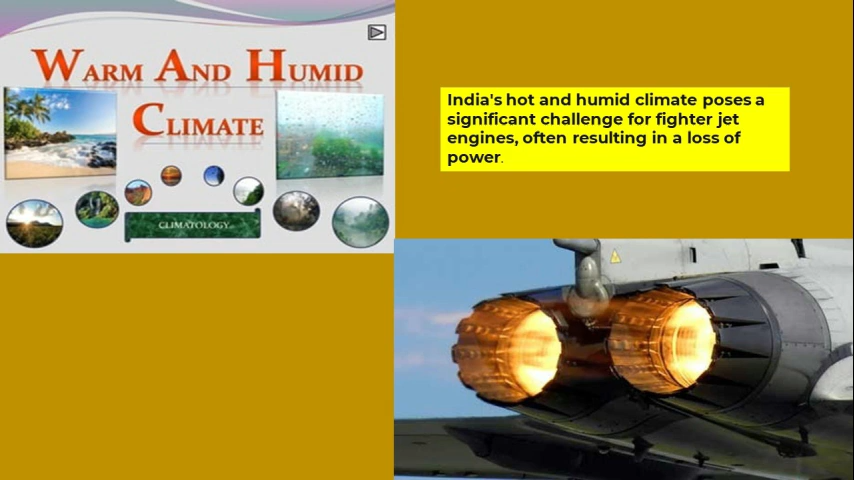 Warm And Humid
Climate
CLIMATOLOGY
India's hot and humid climate poses a
significant challenge for fighter jet
engines, often resulting in a loss of
power.